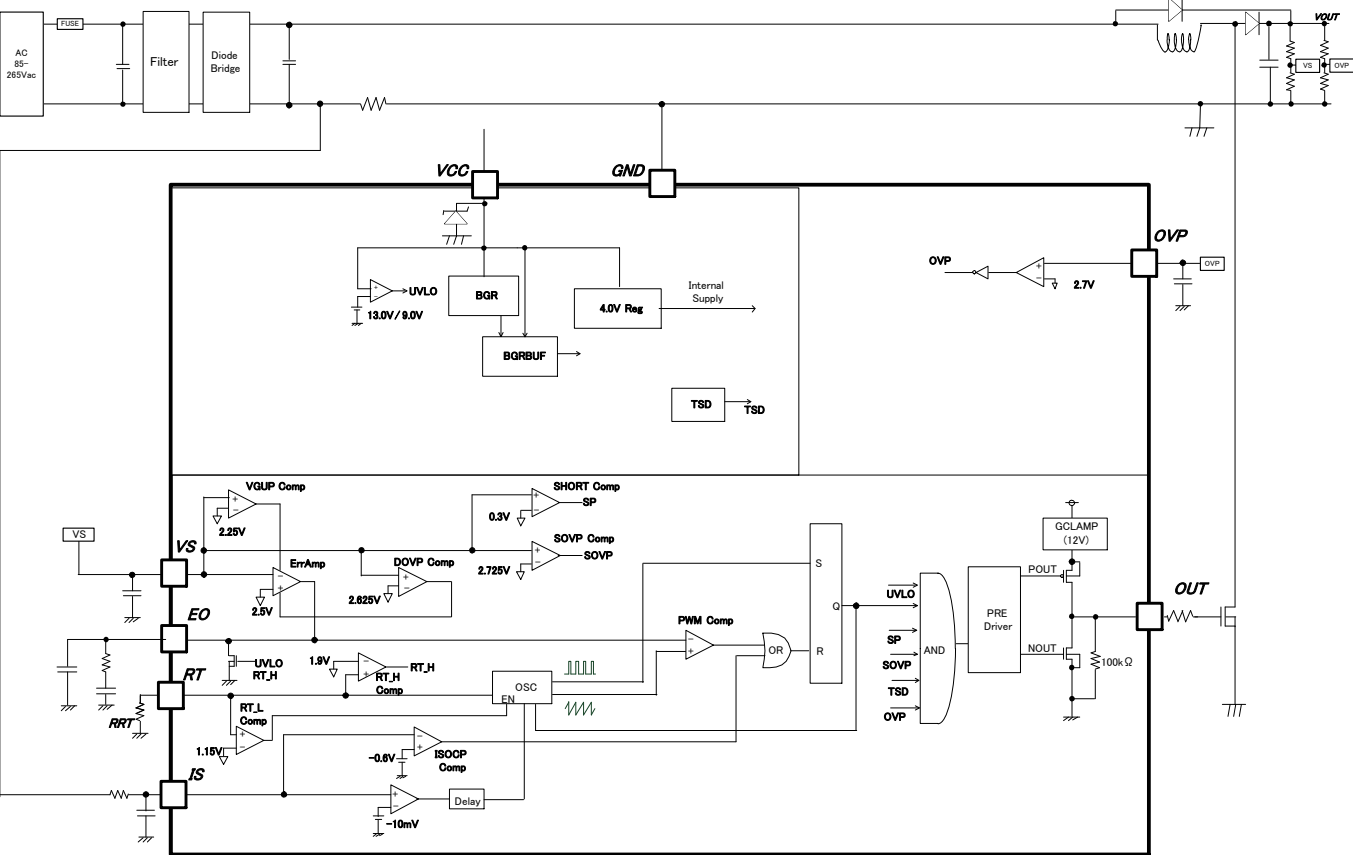 VOUT
FUSE
AC
85-
265Vac
Filter
Diode
Bridge
VS
OVP
VCC
GND
OVP
OVP
OVP
2.7V
UVLO
13.0V/9.0V
BGR
4.0V Reg
Internal
Supply
BGRBUF
TSD
TSD
VGUP Comp
2.25V
SHORT Comp
SP
0.3V
SOVP Comp
SOVP
2.725V
VS
VS
ErrAmp
2.5V
DOVP Comp
2.625V
GCLAMP
(12V)
S
Q
R
POUT
OUT
EO
PWM Comp
OR
UVLO
SP
SOVP
TSD
OVP
AND
PRE
Driver
NOUT
100kΩ
UVLO
RT_H
1.9V
RT_H
RT_H
Comp
RT
RRT
OSC
EN
RT_L
Comp
1.15V
-0.6V
ISOCP
Comp
IS
Delay
-10mV